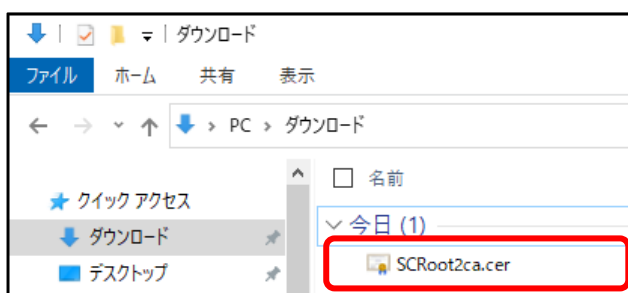 ダウンロード
ファイル ホーム 共有 表示
PC ダウンロード
名前
クイック アクセス
今日 (1)
ダウンロード
SCRoot2ca.cer
デスクトップ